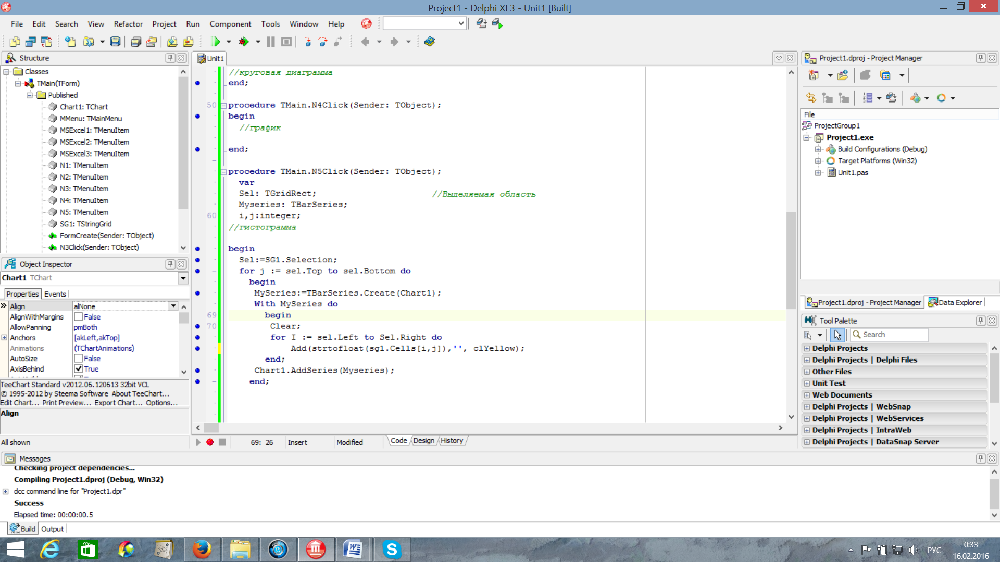 Project1 - Delphi XE3 - Unit1 [Built]
File Edit Search View Refactor Project Run Component Tools Window Help
Structure
Classes
TMain(TForm)
Published
Chart1: TChart
MMenu: TMainMenu
MSExcel1: TMenuItem
MSExcel2: TMenuItem
MSExcel3: TMenuItem
N1: TMenuItem
N2: TMenuItem
N3: TMenuItem
N4: TMenuItem
N5: TMenuItem
SG1: TStringGrid
FormCreate(Sender: TObject)
N3Click(Sender: TObject)
Object Inspector
Chart1 TChart
Properties Events
Align alNone
AlignWithMargins False
AllowPanning pmBoth
Anchors [akLeft,akTop]
Animations (TChartAnimations)
AutoSize False
AxisBehind True
TeeChart Standard v2012.06.120613 32bit VCL
© 1995-2012 by Steema Software About TeeChart...
Edit Chart... Print Preview... Export Chart... Options...
Align
All shown
Unit1
//круговая диаграмма
end;
50 procedure TMain.N4Click(Sender: TObject);
begin
//график
end;
procedure TMain.N5Click(Sender: TObject);
var
Sel: TGridRect; //Выделяемая область
Myseries: TBarSeries;
60 i,j:integer;
//гистограмма
begin
Sel:=SG1.Selection;
for j := sel.Top to sel.Bottom do
begin
MySeries:=TBarSeries.Create(Chart1);
With MySeries do
69 begin
70 Clear;
for I := sel.Left to Sel.Right do
Add(strtofloat(sg1.Cells[i,j]),'', clYellow);
end;
Chart1.AddSeries(Myseries);
end;
69: 26 Insert Modified Code Design History
Project1.dproj - Project Manager
File
ProjectGroup1
Project1.exe
Build Configurations (Debug)
Target Platforms (Win32)
Unit1.pas
Project1.dproj - Project Manager Data Explorer
Tool Palette
Search
Delphi Projects
Delphi Projects | Delphi Files
Other Files
Unit Test
Web Documents
Delphi Projects | WebSnap
Delphi Projects | WebServices
Delphi Projects | IntraWeb
Delphi Projects | DataSnap Server
Messages
Checking project dependencies...
Compiling Project1.dproj (Debug, Win32)
dcc command line for "Project1.dpr"
Success
Elapsed time: 00:00:00.5
Build Output
РУС
0:33
16.02.2016